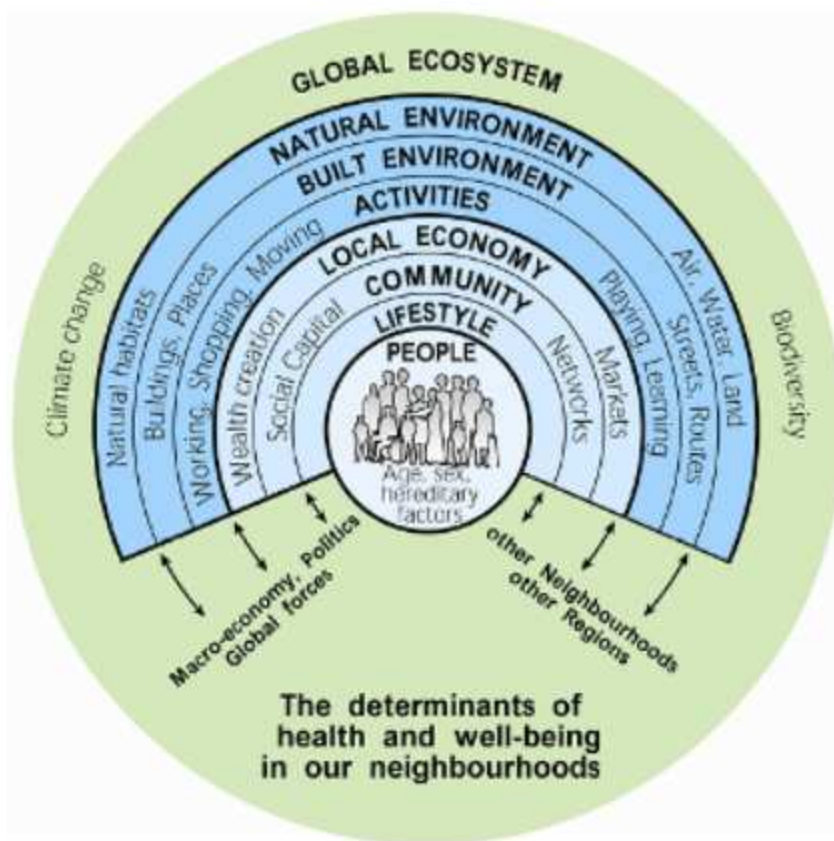 GLOBAL ECOSYSTEM
NATURAL ENVIRONMENT
BUILT ENVIRONMENT
ACTIVITIES
LOCAL ECONOMY
COMMUNITY
LIFESTYLE
PEOPLE
Age, sex,
hereditary
factors
Climate change
Natural habitats
Buildings, Places
Working, Shopping, Moving
Wealth creation
Social Capital
Networks
Markets
Playing, Learning
Streets, Routes
Air, Water, Land
Biodiversity
Macro-economy, Politics
Global forces
other Neighbourhoods
other Regions
The determinants of
health and well-being
in our neighbourhoods